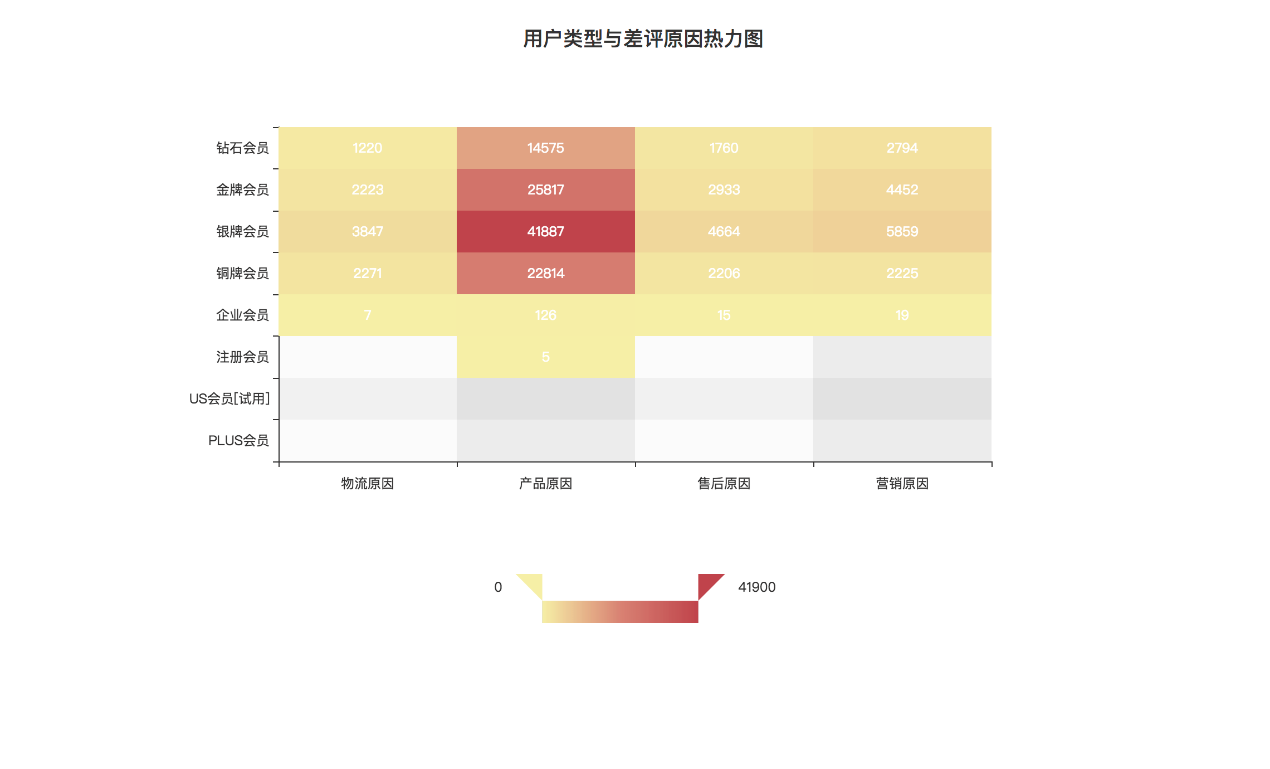 用户类型与差评原因热力图
钻石会员 1220 14575 1760 2794
金牌会员 2223 25817 2933 4452
银牌会员 3847 41887 4664 5859
铜牌会员 2271 22814 2206 2225
企业会员 7 126 15 19
注册会员 5
US会员[试用]
PLUS会员
物流原因 产品原因 售后原因 营销原因
0 41900